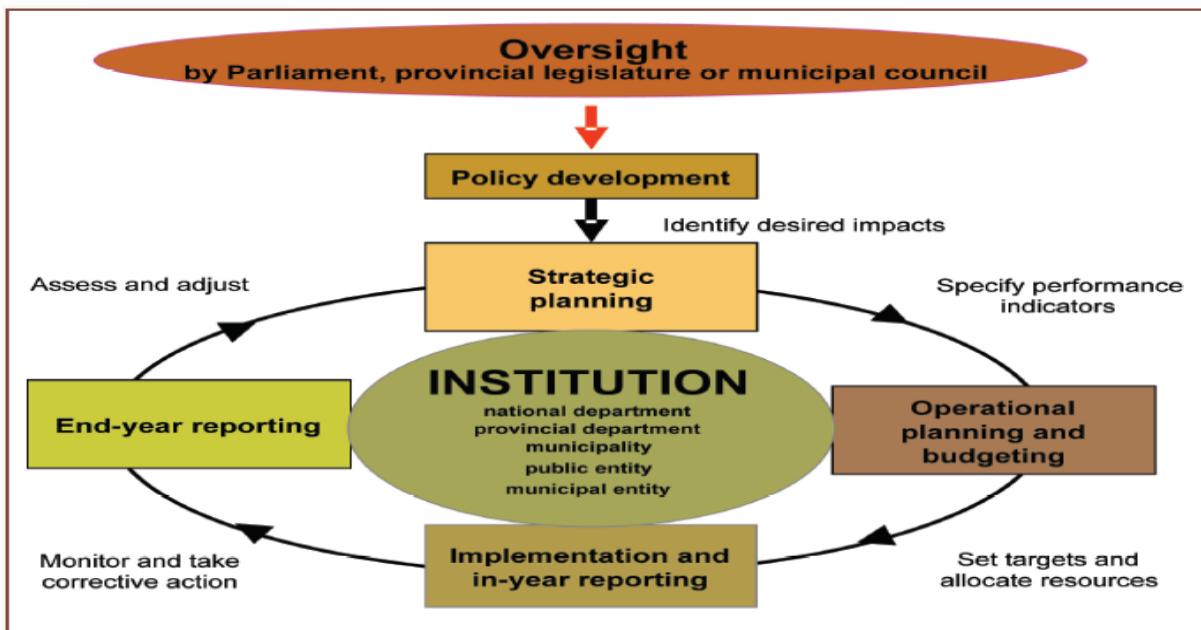 Oversight
by Parliament, provincial legislature or municipal council
Policy development
Identify desired impacts
Strategic
planning
Assess and adjust
Specify performance
indicators
INSTITUTION
national department
provincial department
municipality
public entity
municipal entity
End-year reporting
Operational
planning and
budgeting
Monitor and take
corrective action
Implementation and
in-year reporting
Set targets and
allocate resources